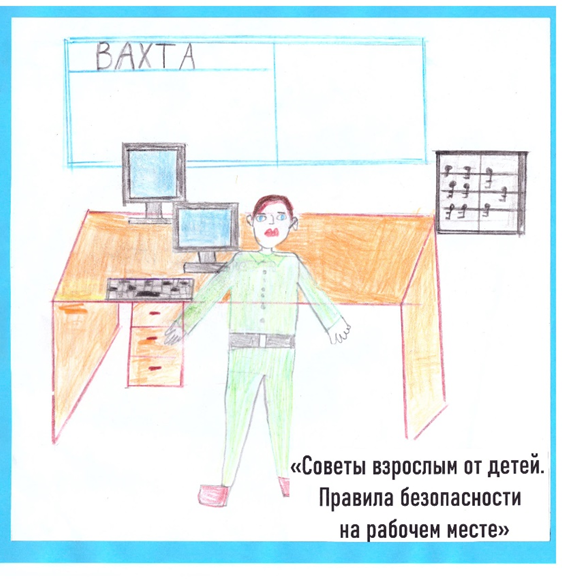 ВАХТА
«Советы взрослым от детей.
Правила безопасности
на рабочем месте»